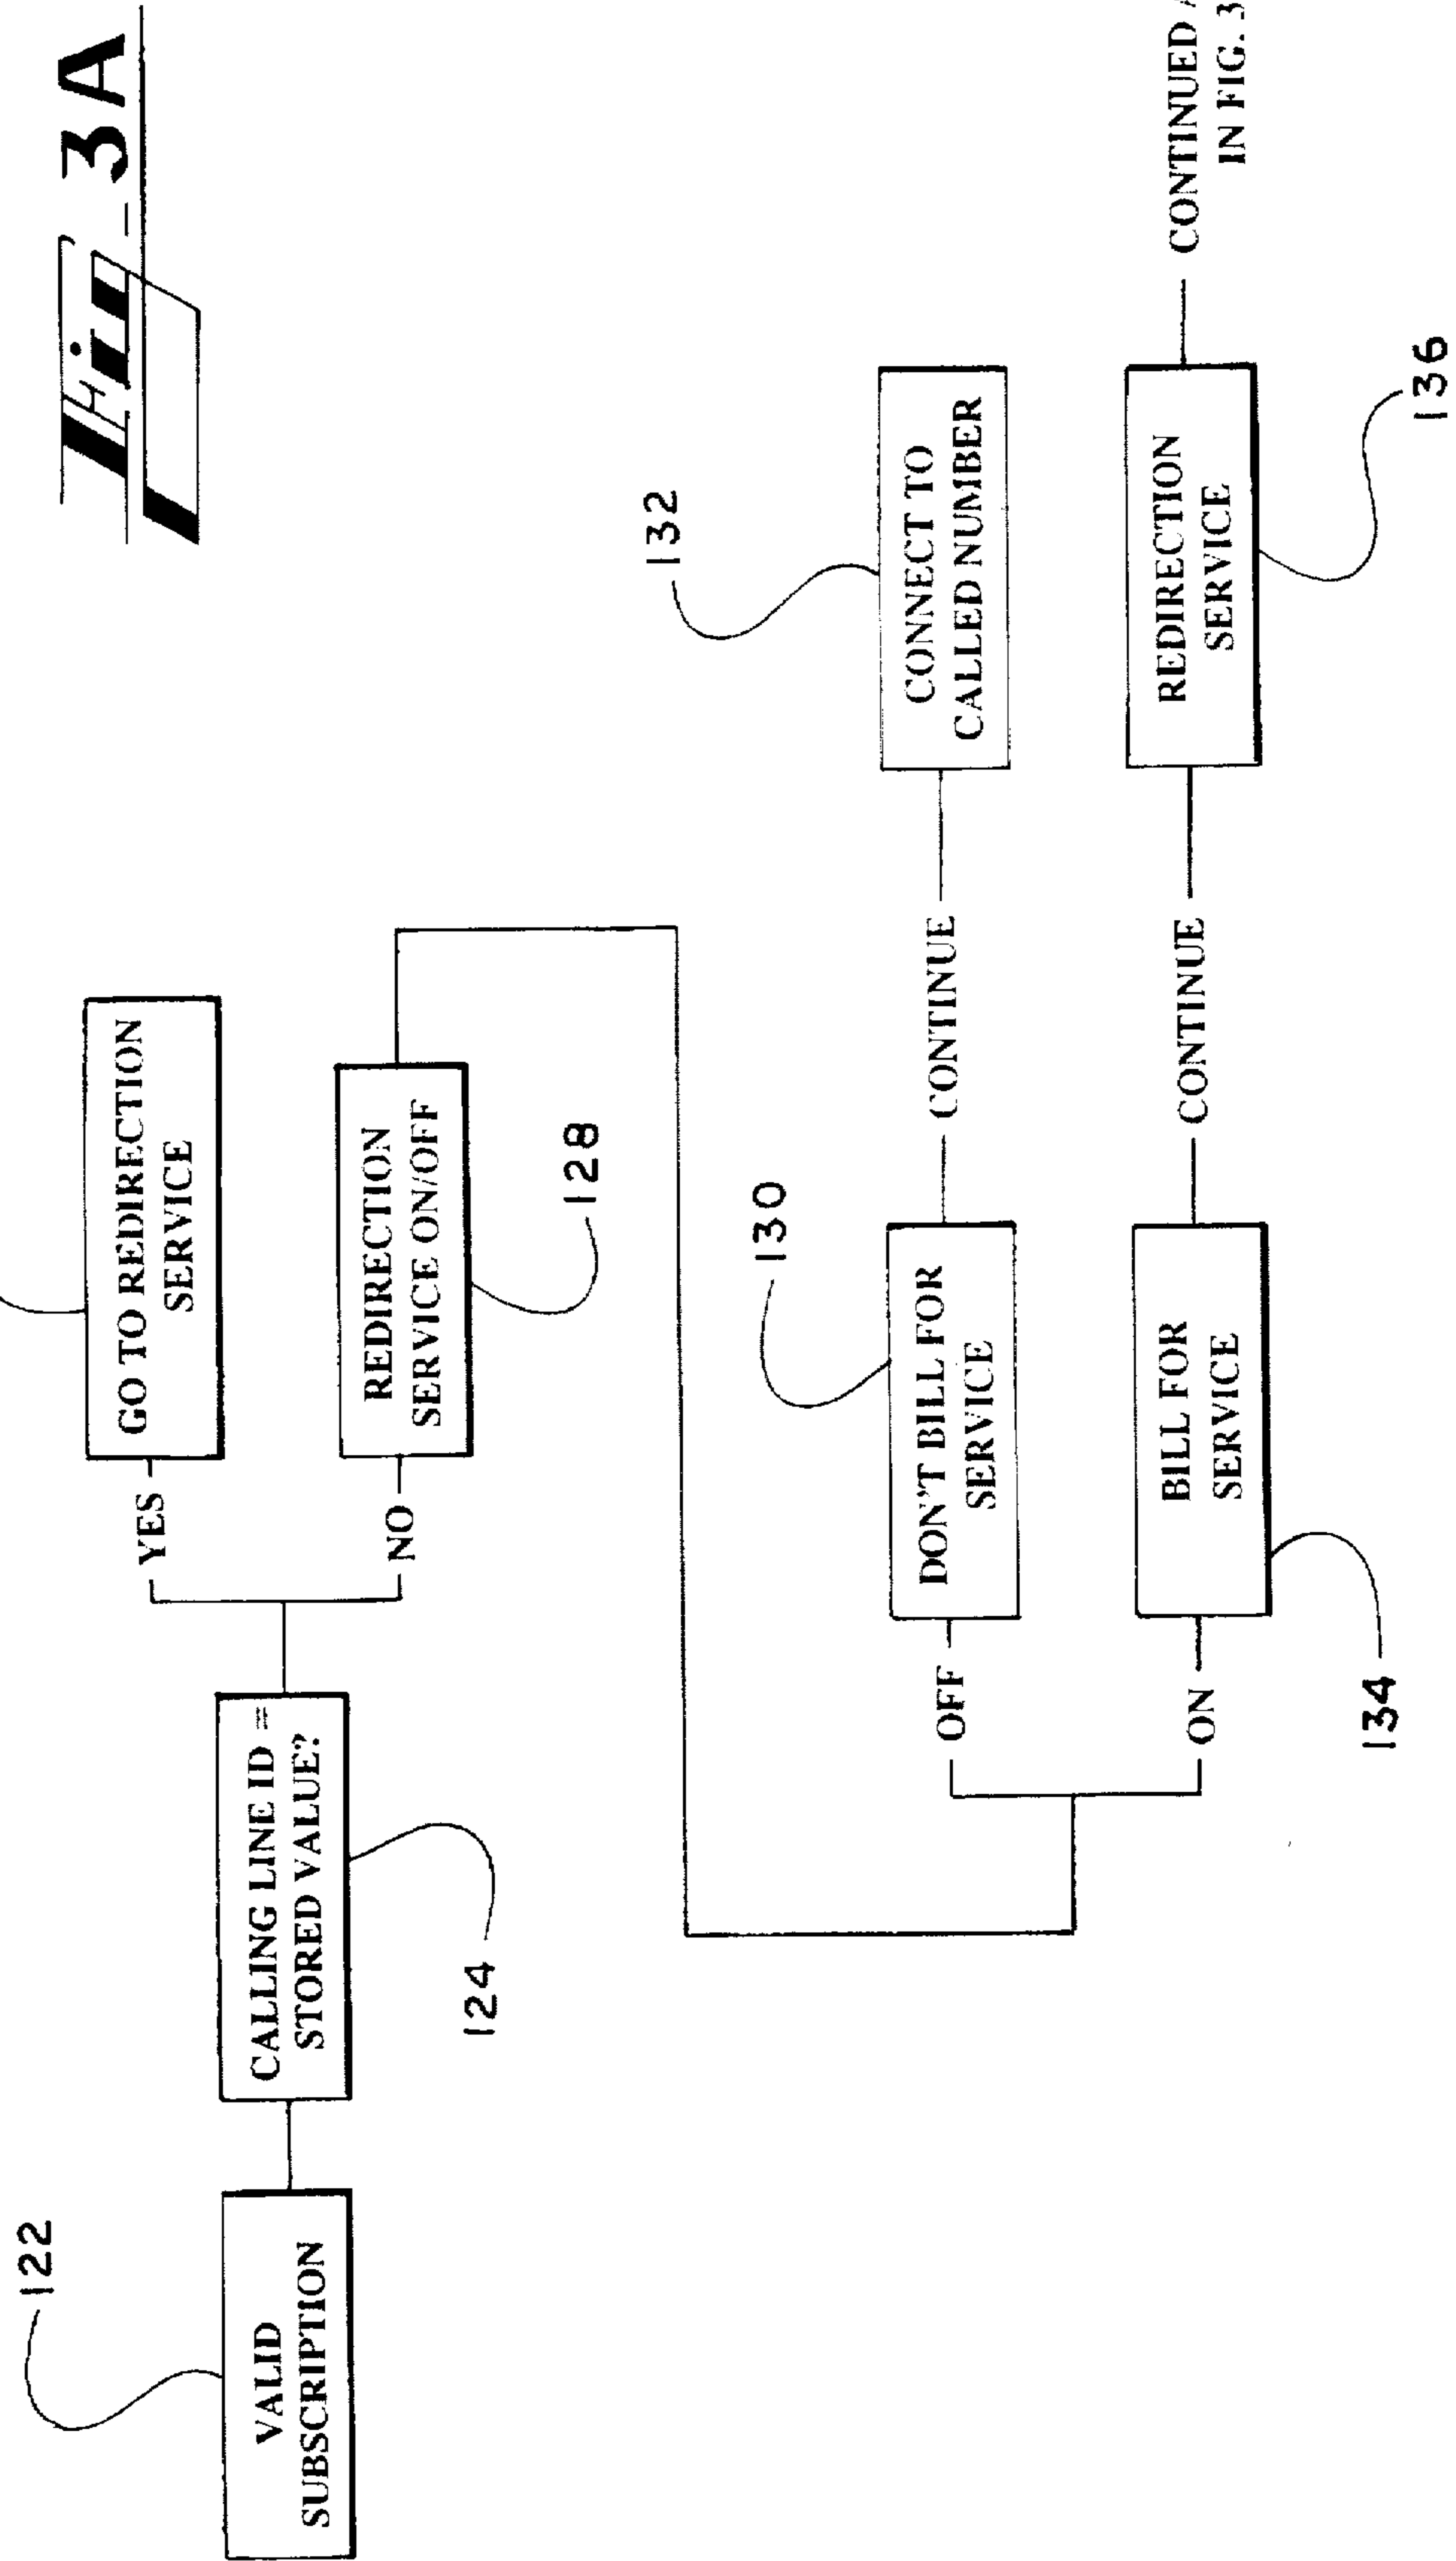 Fig_3A
122
VALID
SUBSCRIPTION
CALLING LINE ID =
STORED VALUE?
124
YES
GO TO REDIRECTION
SERVICE
NO
REDIRECTION
SERVICE ON/OFF
128
OFF
130
DON'T BILL FOR
SERVICE
CONTINUE
132
CONNECT TO
CALLED NUMBER
ON
BILL FOR
SERVICE
134
CONTINUE
REDIRECTION
SERVICE
136
CONTINUED
IN FIG. 3